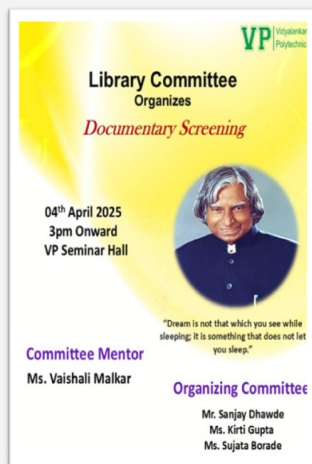 VP Vidyalankar
Polytechnic
Library Committee
Organizes
Documentary Screening
04th April 2025
3pm Onward
VP Seminar Hall
"Dream is not that which you see while
sleeping; it is something that does not let
you sleep."
Committee Mentor
Ms. Vaishali Malkar
Organizing Committee
Mr. Sanjay Dhawde
Ms. Kirti Gupta
Ms. Sujata Borade